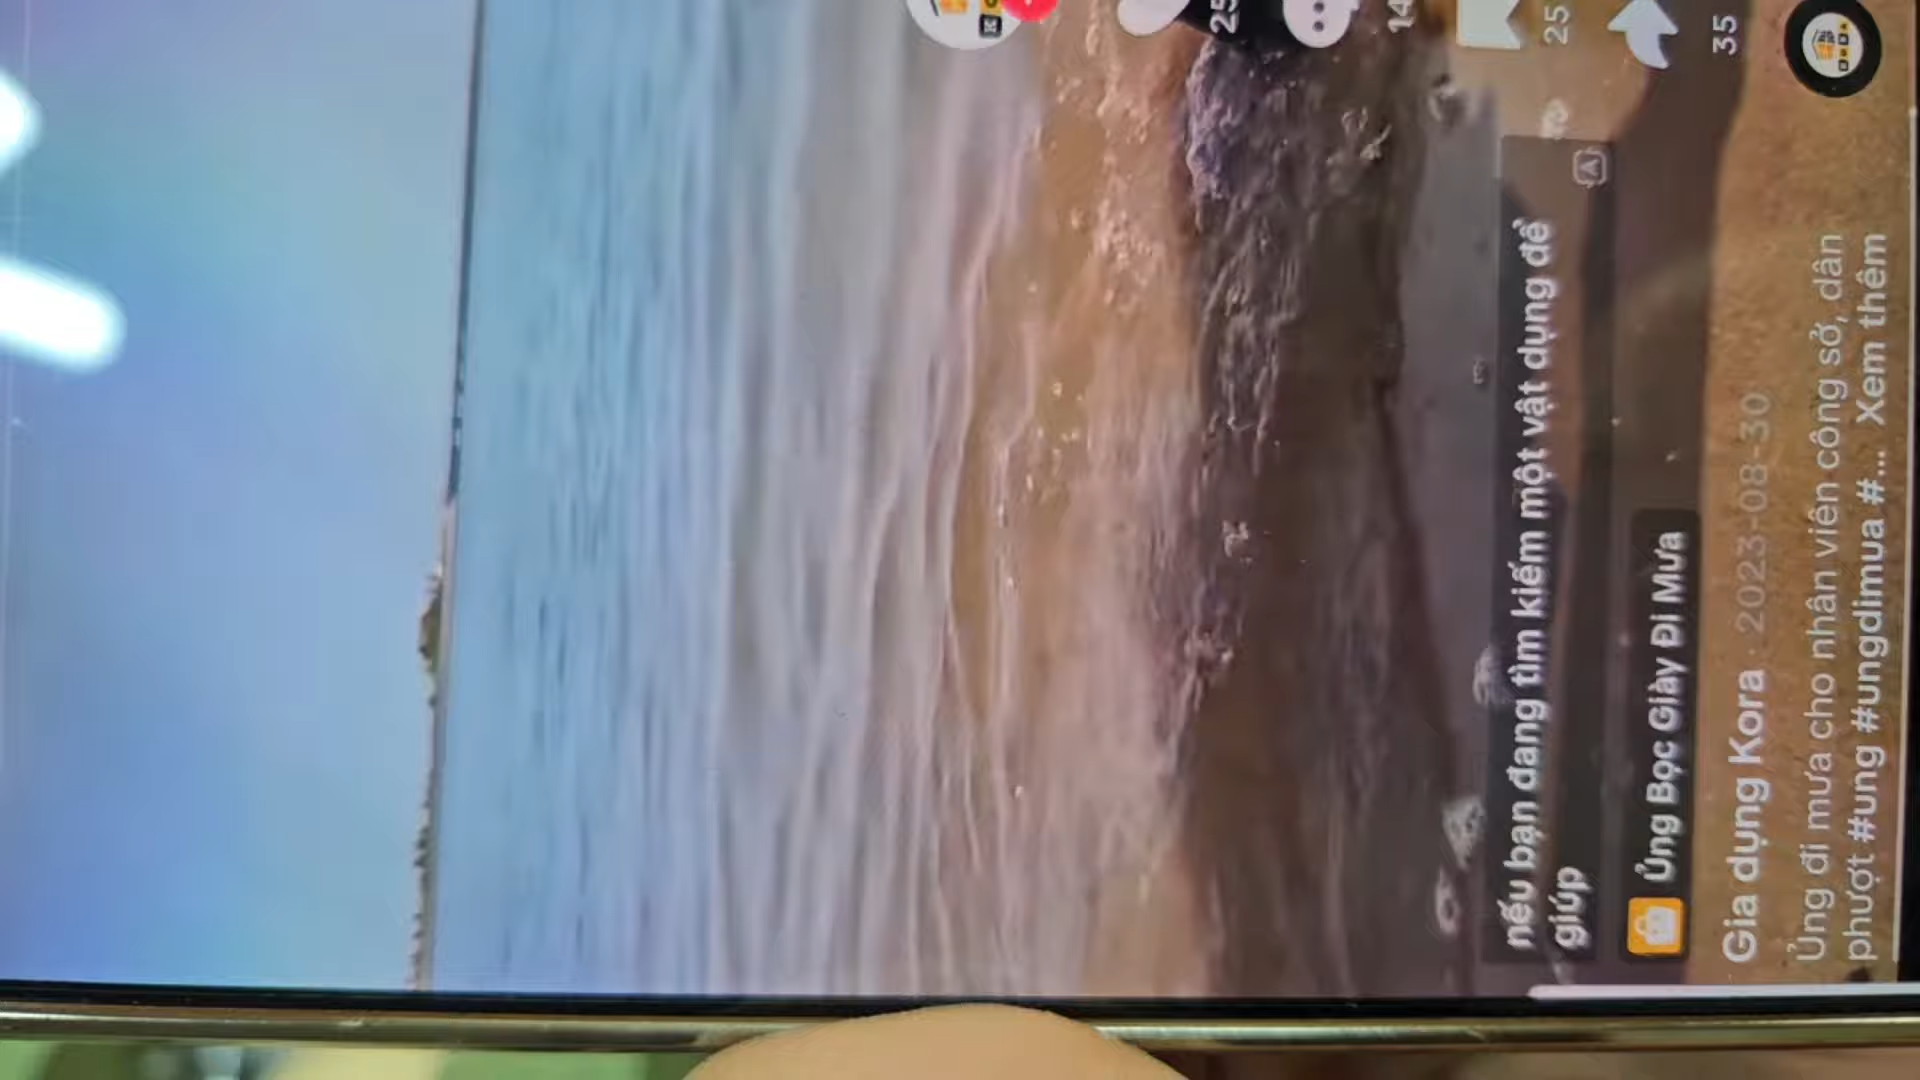 25
14
25
35
nếu bạn đang tìm kiếm một vật dụng để
giúp
Ủng Bọc Giày Đi Mưa
Gia dụng Kora · 2023-08-30
Ủng đi mưa cho nhân viên công sở, dân
phượt #ung #ungdimua #... Xem thêm